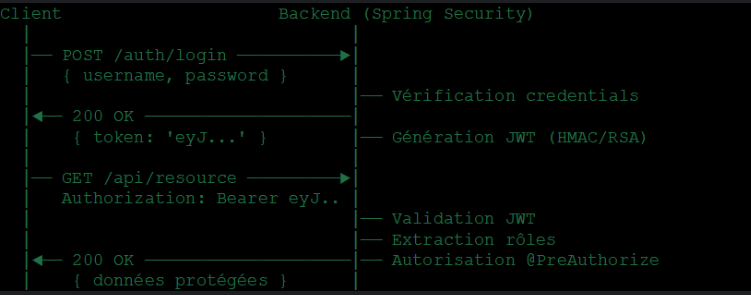 Client Backend (Spring Security)
POST /auth/login
{ username, password }
Vérification credentials
200 OK
{ token: 'eyJ...' } Génération JWT (HMAC/RSA)
GET /api/resource
Authorization: Bearer eyJ..
Validation JWT
Extraction rôles
200 OK Autorisation @PreAuthorize
{ données protégées }